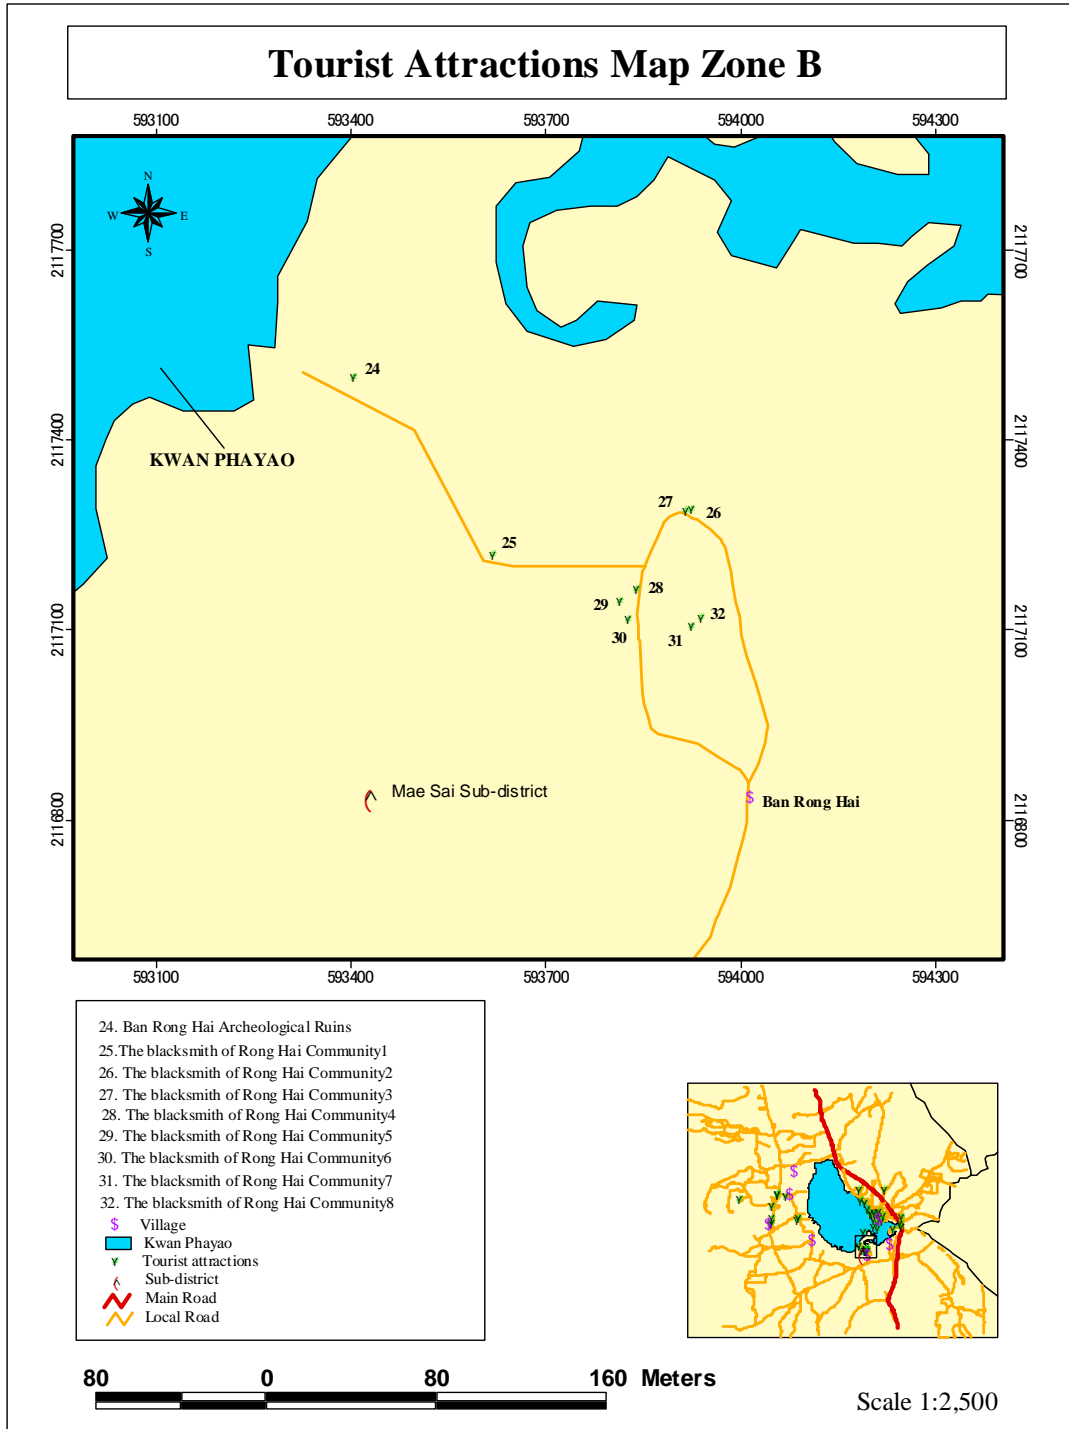 Tourist Attractions Map Zone B
593100 593400 593700 594000 594300
N
W E
S
2117700 2117700
24
2117400 2117400
KWAN PHAYAO
27 26
25
28
29
32
30 31
2117100 2117100
Mae Sai Sub-district
$ Ban Rong Hai
2116800 2116800
593100 593400 593700 594000 594300
24. Ban Rong Hai Archeological Ruins
25.The blacksmith of Rong Hai Community1
26. The blacksmith of Rong Hai Community2
27. The blacksmith of Rong Hai Community3
28. The blacksmith of Rong Hai Community4
29. The blacksmith of Rong Hai Community5
30. The blacksmith of Rong Hai Community6
31. The blacksmith of Rong Hai Community7
32. The blacksmith of Rong Hai Community8
$ Village
Kwan Phayao
Tourist attractions
Sub-district
Main Road
Local Road
80 0 80 160 Meters
Scale 1:2,500